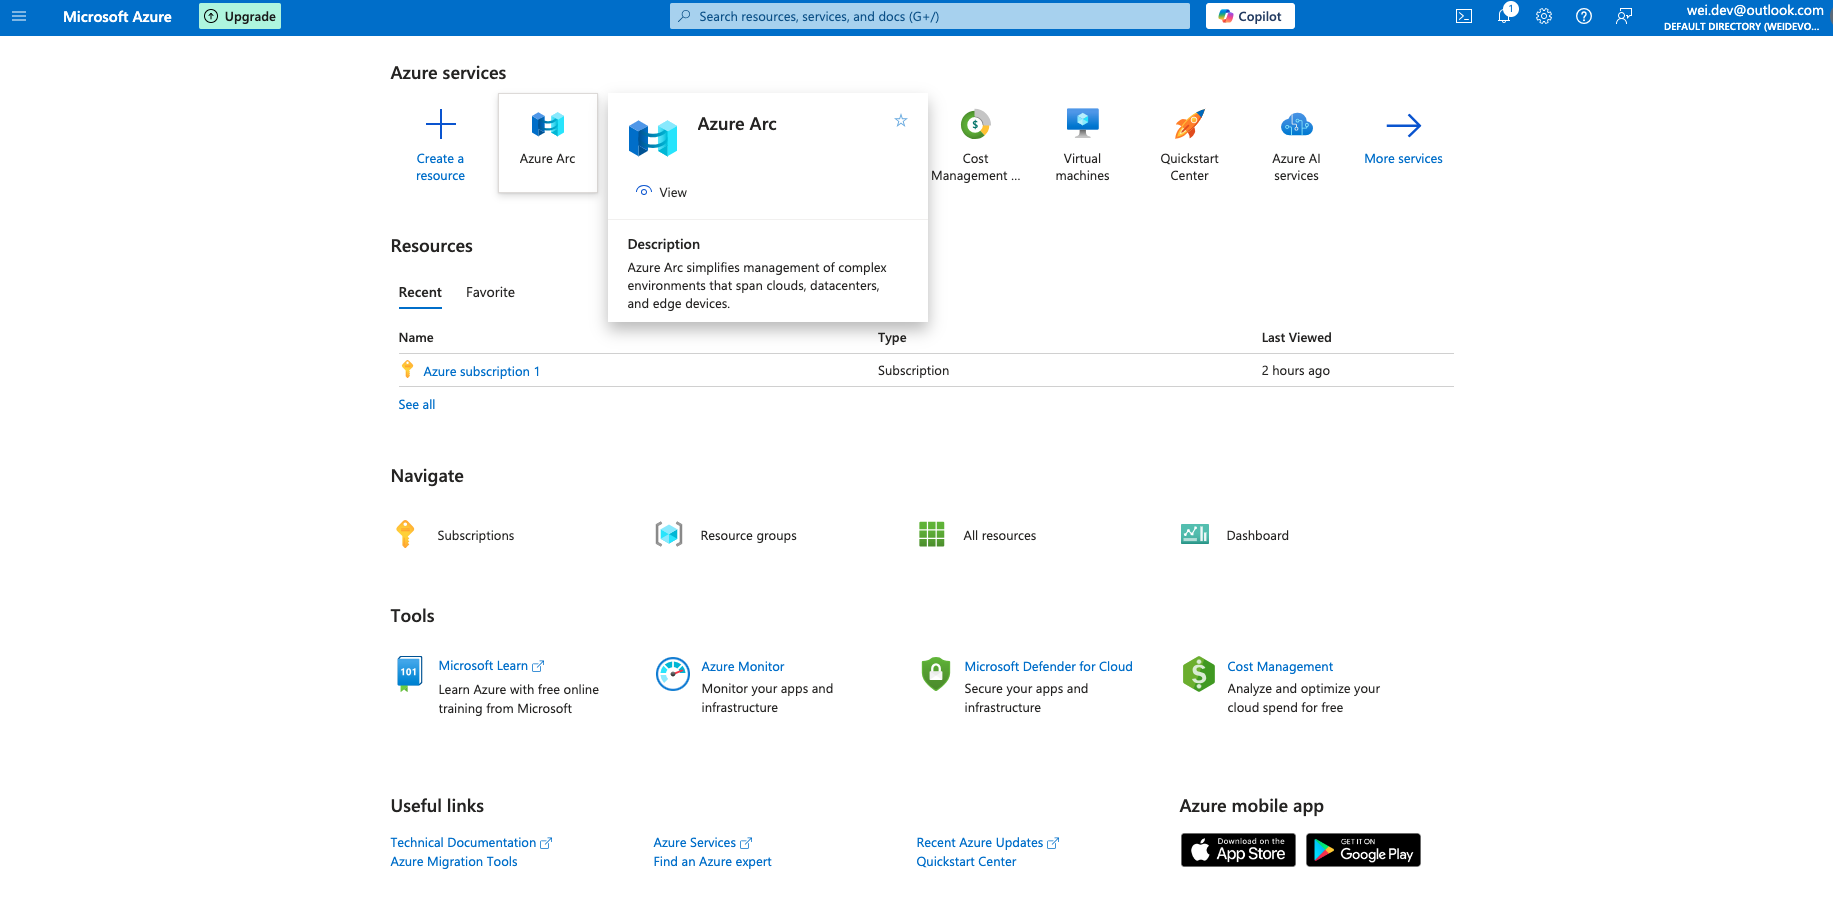 Microsoft Azure
Upgrade
Search resources, services, and docs (G+/)
Copilot
1
wei.dev@outlook.com
DEFAULT DIRECTORY (WEIDEVO...
Azure services
Create a
resource
Azure Arc
Azure Arc
View
Description
Azure Arc simplifies management of complex
environments that span clouds, datacenters,
and edge devices.
Cost
Management ...
Virtual
machines
Quickstart
Center
Azure AI
services
More services
Resources
Recent
Favorite
Name
Type
Last Viewed
Azure subscription 1
Subscription
2 hours ago
See all
Navigate
Subscriptions
Resource groups
All resources
Dashboard
Tools
101
Microsoft Learn
Learn Azure with free online
training from Microsoft
Azure Monitor
Monitor your apps and
infrastructure
Microsoft Defender for Cloud
Secure your apps and
infrastructure
Cost Management
Analyze and optimize your
cloud spend for free
Useful links
Technical Documentation
Azure Services
Recent Azure Updates
Azure Migration Tools
Find an Azure expert
Quickstart Center
Azure mobile app
Download on the
App Store
GET IT ON
Google Play